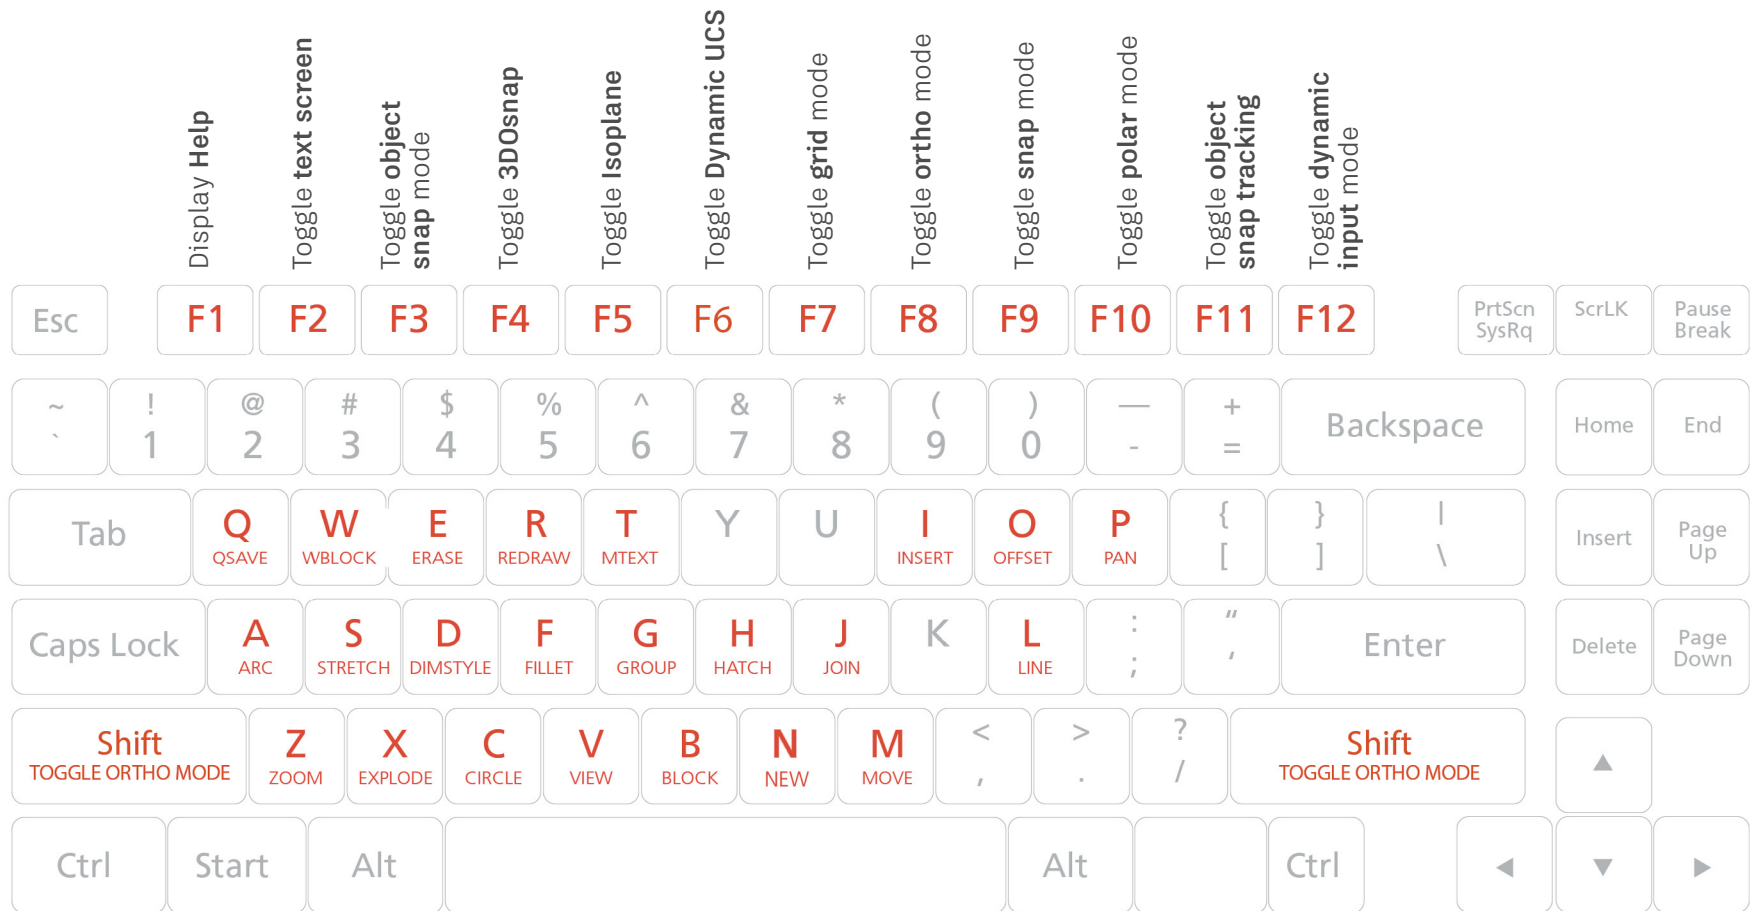 Display Help
Toggle text screen
Toggle object
snap mode
Toggle 3DOsnap
Toggle Isoplane
Toggle Dynamic UCS
Toggle grid mode
Toggle ortho mode
Toggle snap mode
Toggle polar mode
Toggle object
snap tracking
Toggle dynamic
input mode
Esc F1 F2 F3 F4 F5 F6 F7 F8 F9 F10 F11 F12 PrtScn ScrLK Pause
SysRq Break
~ ! @ # $ % ^ & * ( ) — +
` 1 2 3 4 5 6 7 8 9 0 - = Backspace Home End
Tab Q W E R T Y U I O P { } | Insert Page
QSAVE WBLOCK ERASE REDRAW MTEXT INSERT OFFSET PAN [ ] \ Up
Caps Lock A S D F G H J K L : “ Enter Delete Page
ARC STRETCH DIMSTYLE FILLET GROUP HATCH JOIN LINE ; ‘ Down
Shift Z X C V B N M < > ? Shift ▲
TOGGLE ORTHO MODE ZOOM EXPLODE CIRCLE VIEW BLOCK NEW MOVE , . / TOGGLE ORTHO MODE
Ctrl Start Alt Alt Ctrl ◀ ▼ ▶